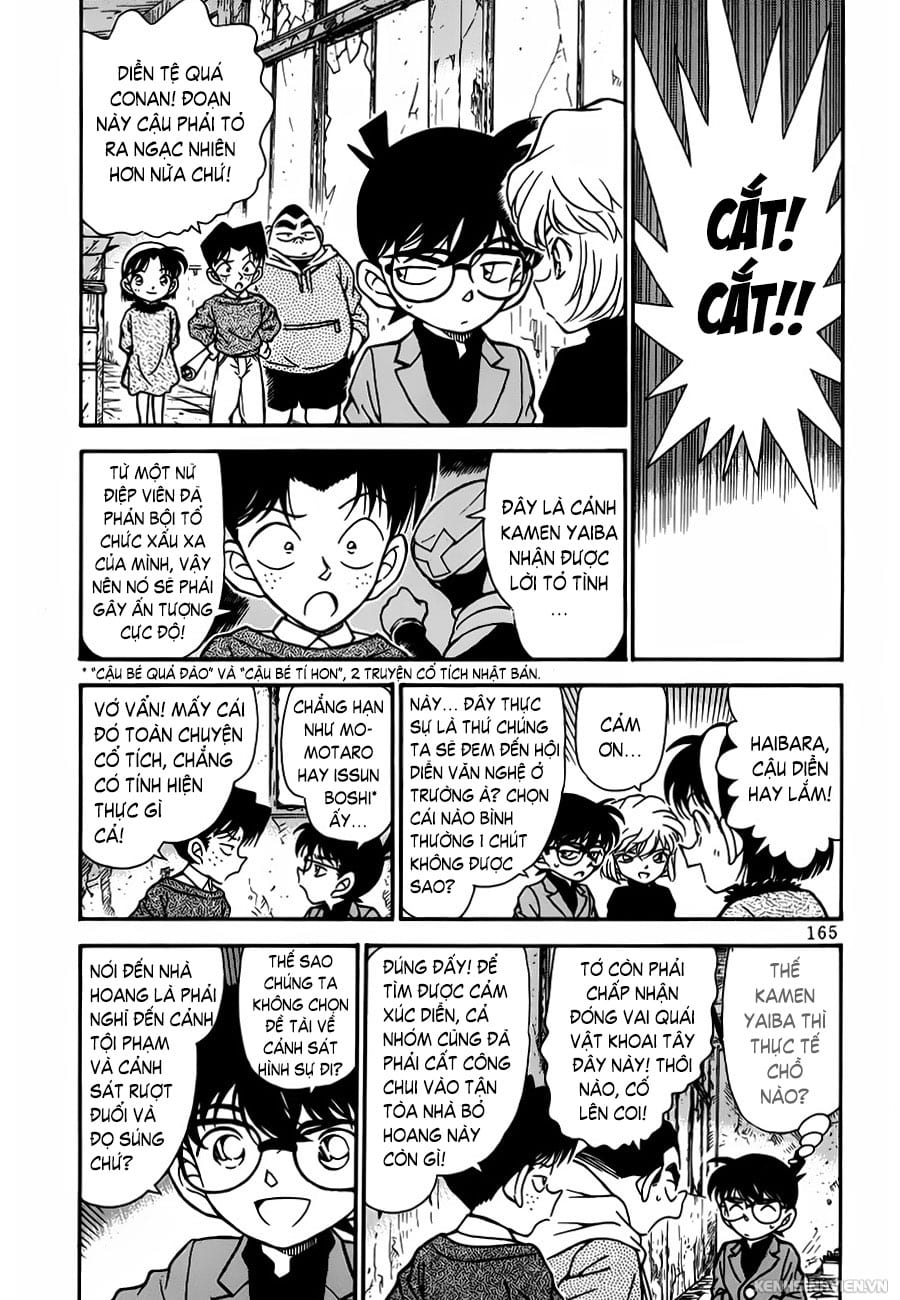 CẮT!
CẮT!!
DIỄN TỆ QUÁ
CONAN! ĐOẠN
NÀY CẬU PHẢI TỎ
RA NGẠC NHIÊN
HƠN NỮA CHỨ!
ĐÂY LÀ CẢNH
KAMEN YAIBA
NHẬN ĐƯỢC
LỜI TỎ TÌNH
...
TỪ MỘT NỮ
ĐIỆP VIÊN ĐÃ
PHẢN BỘI TỔ
CHỨC XẤU XA
CỦA MÌNH, VẬY
NÊN NÓ SẼ PHẢI
GÂY ẤN TƯỢNG
CỰC ĐỘ!
* "CẬU BÉ QUẢ ĐÀO" VÀ "CẬU BÉ TÍ HON", 2 TRUYỆN CỔ TÍCH NHẬT BẢN.
HAIBARA,
CẬU DIỄN
HAY LẮM!
CẢM
ƠN...
NÀY... ĐÂY THỰC
SỰ LÀ THỨ CHÚNG
TA SẼ ĐEM ĐẾN HỘI
DIỄN VĂN NGHỆ Ở
TRƯỜNG À? CHỌN
CÁI NÀO BÌNH
THƯỜNG 1 CHÚT
KHÔNG ĐƯỢC
SAO?
CHẲNG HẠN
NHƯ MO-
MOTARO
HAY ISSUN
BOSHI*
ẤY...
VỚ VẨN! MẤY CÁI
ĐÓ TOÀN CHUYỆN
CỔ TÍCH, CHẲNG
CÓ TÍNH HIỆN
THỰC GÌ
CẢ!
165
THẾ
KAMEN
YAIBA THÌ
THỰC TẾ
CHỖ
NÀO?
TỚ CÒN PHẢI
CHẤP NHẬN
ĐÓNG VAI QUÁI
VẬT KHOAI TÂY
ĐÂY NÀY! THÔI
NÀO, CỐ
LÊN COI!
ĐÚNG ĐẤY! ĐỂ
TÌM ĐƯỢC CẢM
XÚC DIỄN, CẢ
NHÓM CŨNG ĐÃ
PHẢI CẤT CÔNG
CHUI VÀO TẬN
TÒA NHÀ BỎ
HOANG NÀY
CÒN GÌ!
THẾ SAO
CHÚNG TA
KHÔNG CHỌN
ĐỀ TÀI VỀ
CẢNH SÁT
HÌNH SỰ ĐI?
NÓI ĐẾN NHÀ
HOANG LÀ PHẢI
NGHĨ ĐẾN CẢNH
TỘI PHẠM
VÀ CẢNH
SÁT RƯỢT
ĐUỔI VÀ
ĐỌ SÚNG
CHỨ?
KENHSINHVIEN.VN